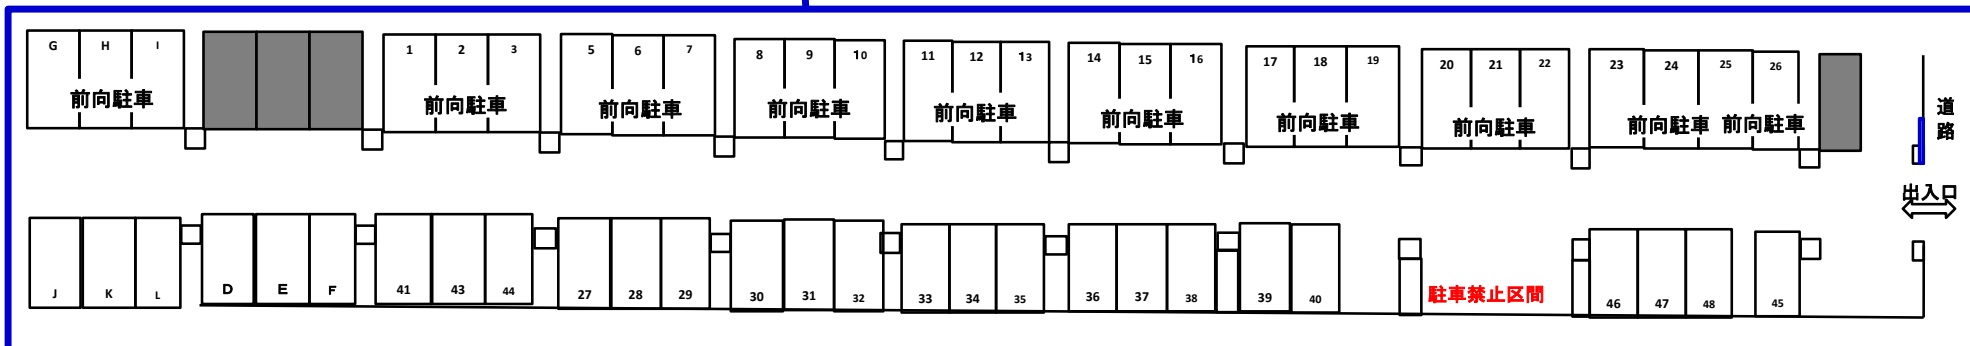 G H I 1 2 3 5 6 7 8 9 10 11 12 13 14 15 16 17 18 19 20 21 22 23 24 25 26
前向駐車 前向駐車 前向駐車 前向駐車 前向駐車 前向駐車 前向駐車 前向駐車 前向駐車 前向駐車
道路
出入口
J K L D E F 41 43 44 27 28 29 30 31 32 33 34 35 36 37 38 39 40 駐車禁止区間 46 47 48 45